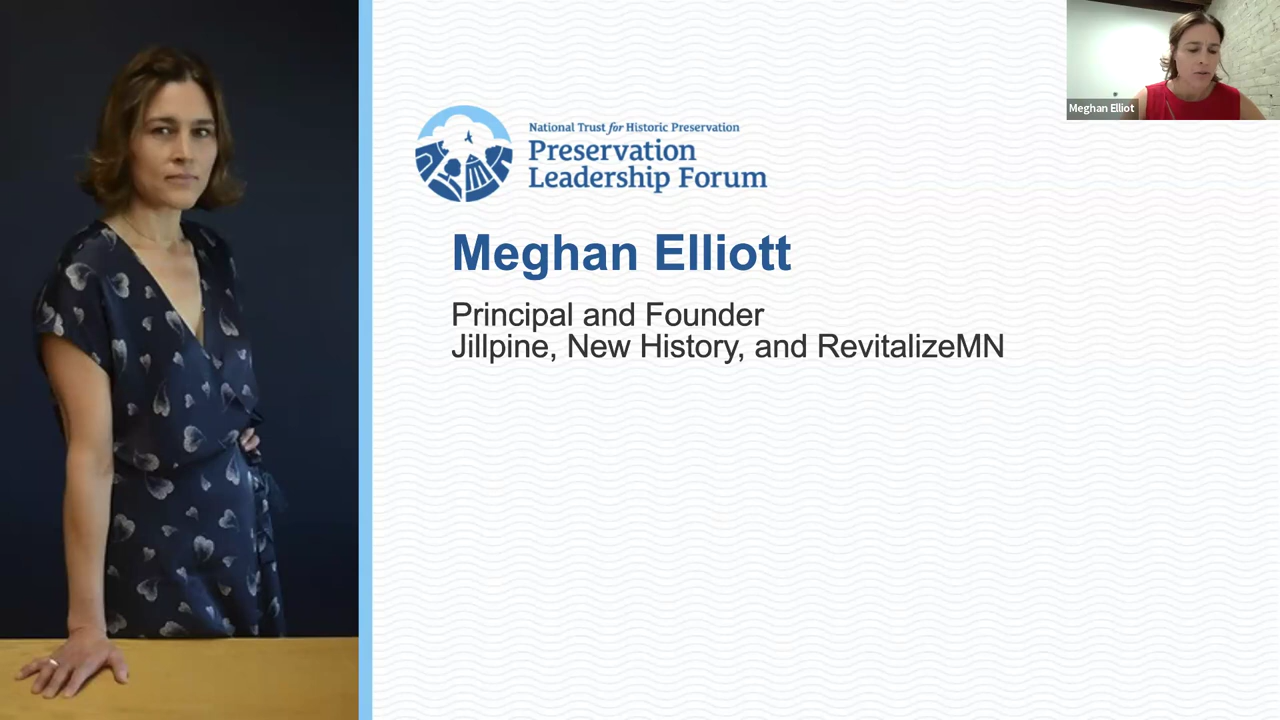 National Trust for Historic Preservation
Preservation
Leadership Forum
Meghan Elliott
Principal and Founder
Jillpine, New History, and RevitalizeMN
Meghan Elliot